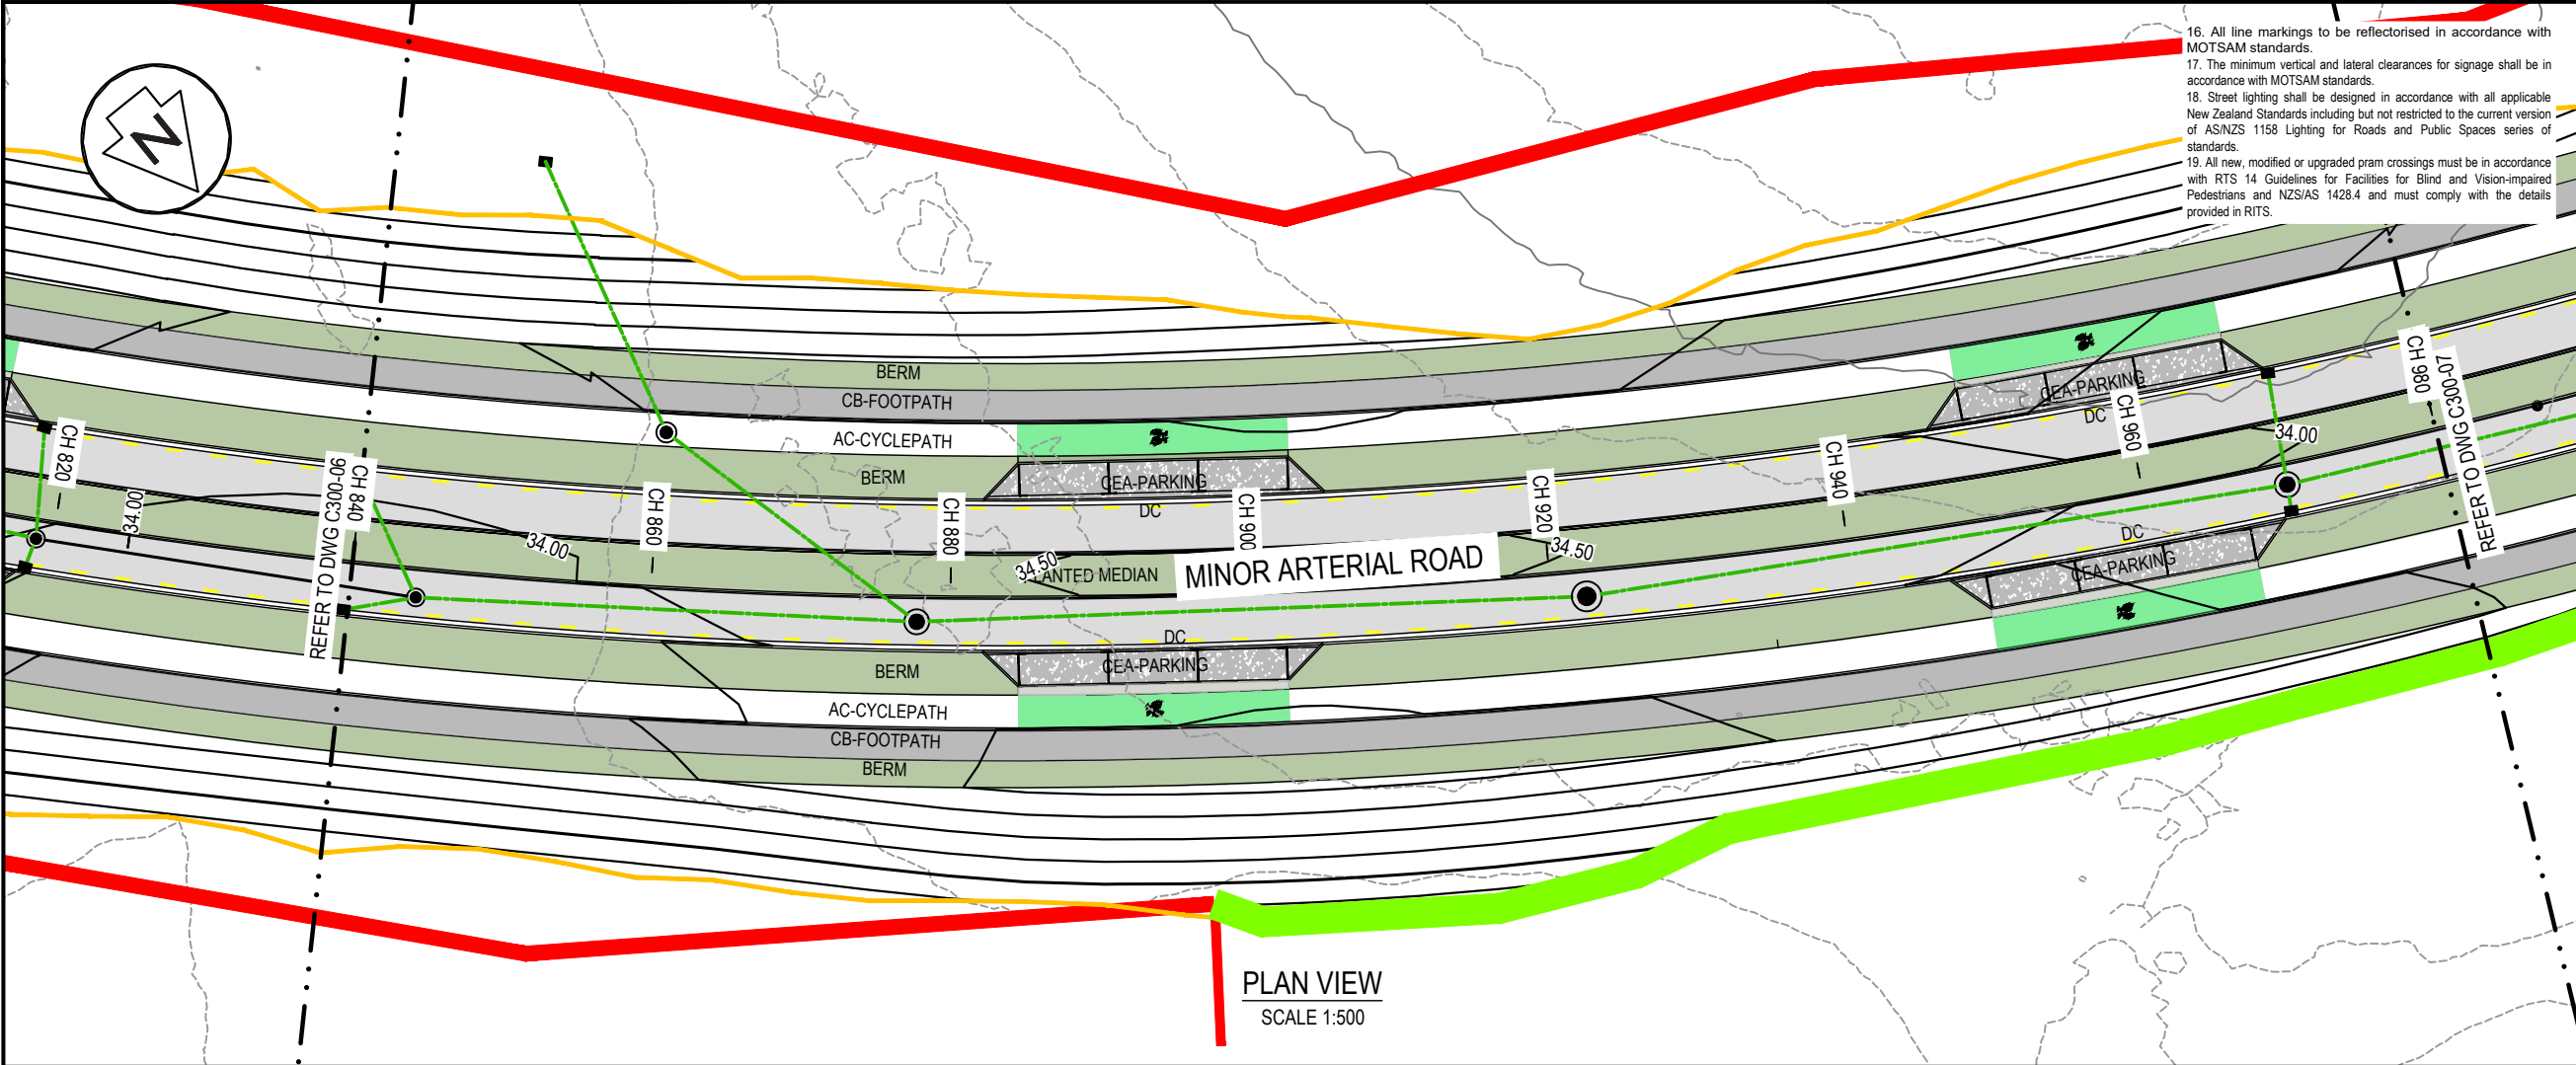 16. All line markings to be reflectorised in accordance with
MOTSAM standards.
17. The minimum vertical and lateral clearances for signage shall be in
accordance with MOTSAM standards.
18. Street lighting shall be designed in accordance with all applicable
New Zealand Standards including but not restricted to the current version
of AS/NZS 1158 Lighting for Roads and Public Spaces series of
standards.
19. All new, modified or upgraded pram crossings must be in accordance
with RTS 14 Guidelines for Facilities for Blind and Vision-impaired
Pedestrians and NZS/AS 1428.4 and must comply with the details
provided in RITS.
N
BERM
CB-FOOTPATH
AC-CYCLEPATH
BERM
CEA-PARKING
DC
CEA-PARKING
DC
CH 820
34.00
REFER TO DWG C300-06
CH 840
34.00
CH 860
CH 880
34.50
ANTED MEDIAN
CH 900
MINOR ARTERIAL ROAD
CH 920
34.50
CH 940
CH 960
34.00
CH 980
REFER TO DWG C300-07
DC
CEA-PARKING
DC
CEA-PARKING
BERM
AC-CYCLEPATH
CB-FOOTPATH
BERM
PLAN VIEW
SCALE 1:500